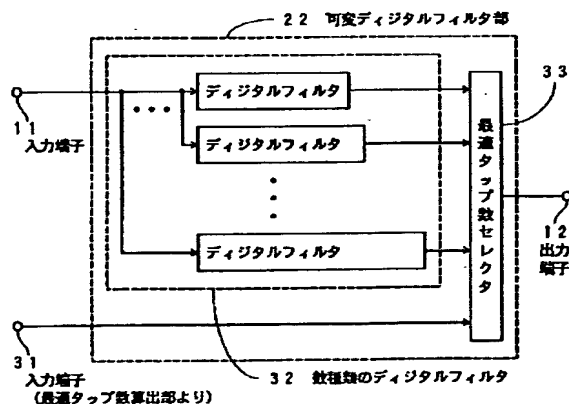 22 可変ディジタルフィルタ部
ディジタルフィルタ
33
11
入力端子
ディジタルフィルタ
最適タップ数セレクタ
12
出力
端子
ディジタルフィルタ
31
入力端子
(最適タップ数算出部より)
32 数種類のディジタルフィルタ